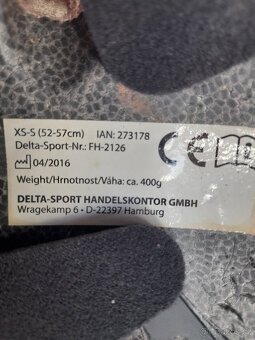 XS-S (52-57cm) IAN: 273178
Delta-Sport-Nr.: FH-2126
04/2016
CE
Weight/Hrnotnost/Váha: ca. 400g
DELTA-SPORT HANDELSKONTOR GMBH
Wragekamp 6 • D-22397 Hamburg